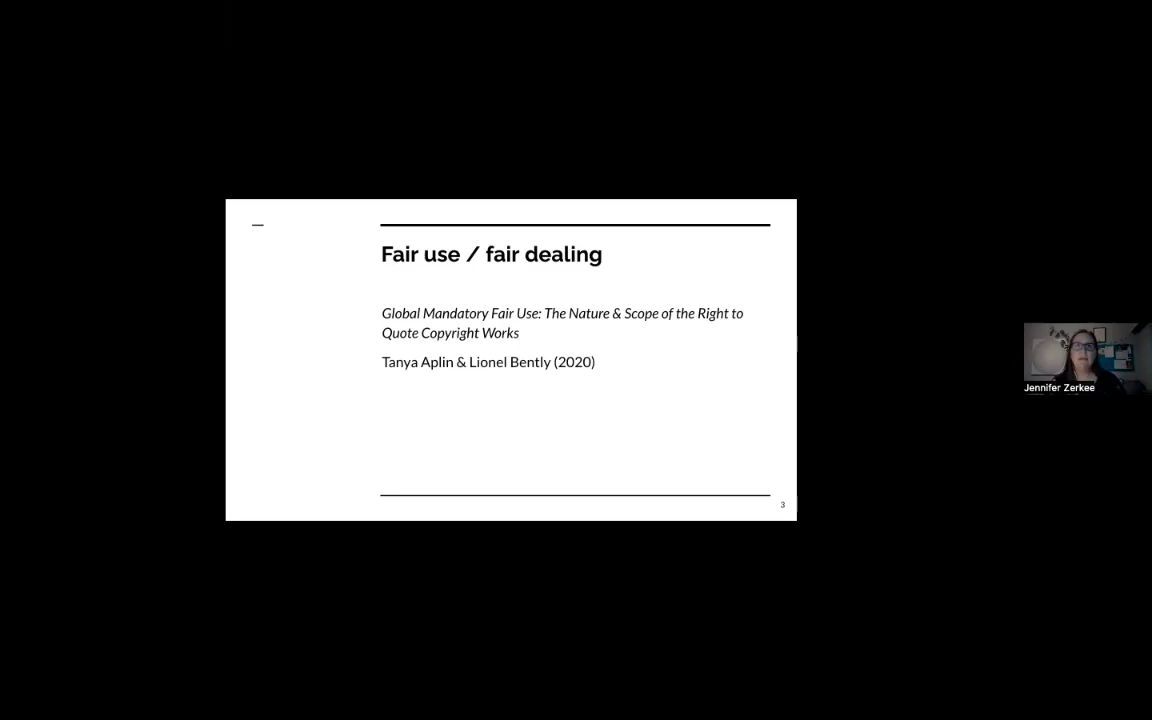 Fair use / fair dealing
Global Mandatory Fair Use: The Nature & Scope of the Right to
Quote Copyright Works
Tanya Aplin & Lionel Bently (2020)
3
Jennifer Zerkee